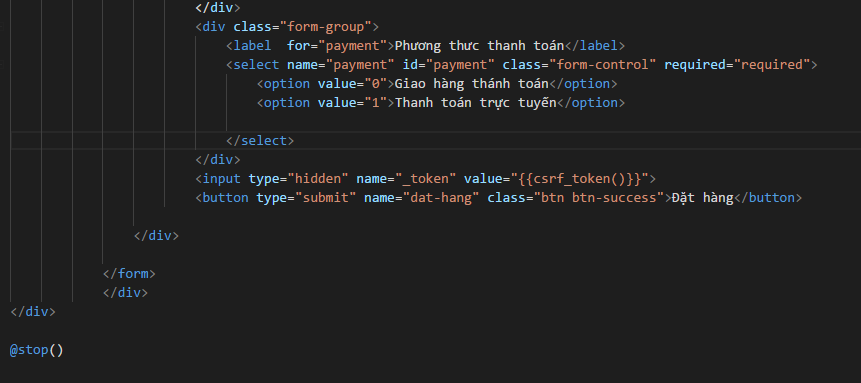 </div>
<div class="form-group">
<label  for="payment">Phương thưc thanh toán</label>
<select name="payment" id="payment" class="form-control" required="required">
<option value="0">Giao hàng thánh toán</option>
<option value="1">Thanh toán trực tuyến</option>
</select>
</div>
<input type="hidden" name="_token" value="{{csrf_token()}}">
<button type="submit" name="dat-hang" class="btn btn-success">Đặt hàng</button>
</div>
</form>
</div>
</div>
@stop()